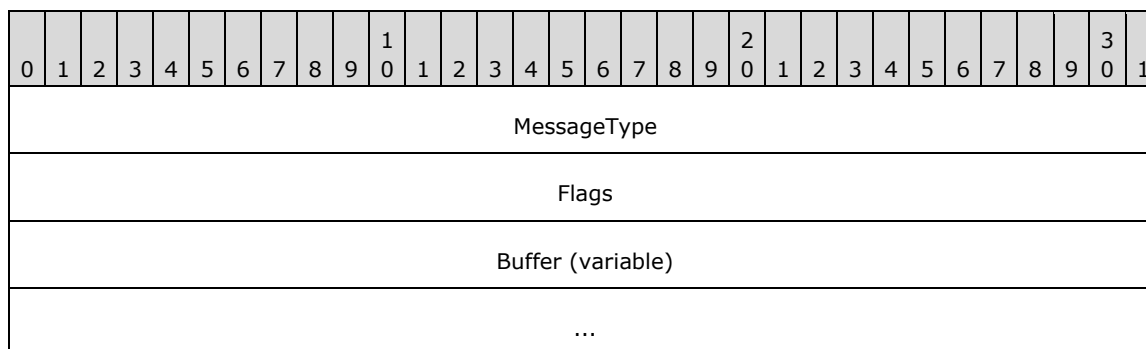 1 2 3
0 1 2 3 4 5 6 7 8 9 0 1 2 3 4 5 6 7 8 9 0 1 2 3 4 5 6 7 8 9 0 1
MessageType
Flags
Buffer (variable)
...